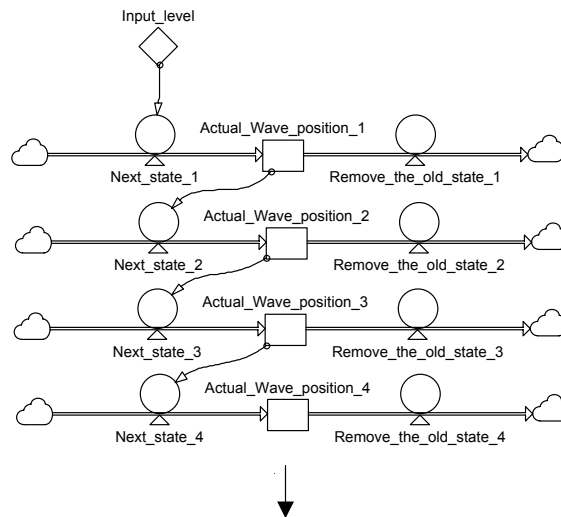 Input_level
Actual_Wave_position_1
Next_state_1
Remove_the_old_state_1
Actual_Wave_position_2
Next_state_2
Remove_the_old_state_2
Actual_Wave_position_3
Next_state_3
Remove_the_old_state_3
Actual_Wave_position_4
Next_state_4
Remove_the_old_state_4